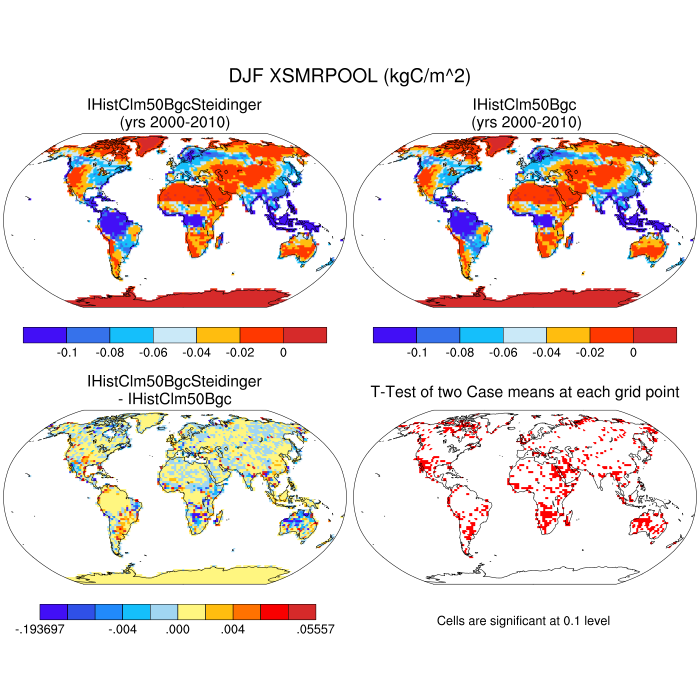 DJF XSMRPOOL (kgC/m^2)
IHistClm50BgcSteidinger
(yrs 2000-2010)
IHistClm50Bgc
(yrs 2000-2010)
-0.1 -0.08 -0.06 -0.04 -0.02 0
-0.1 -0.08 -0.06 -0.04 -0.02 0
IHistClm50BgcSteidinger
- IHistClm50Bgc
T-Test of two Case means at each grid point
-.193697 -.004 .000 .004 .05557
Cells are significant at 0.1 level